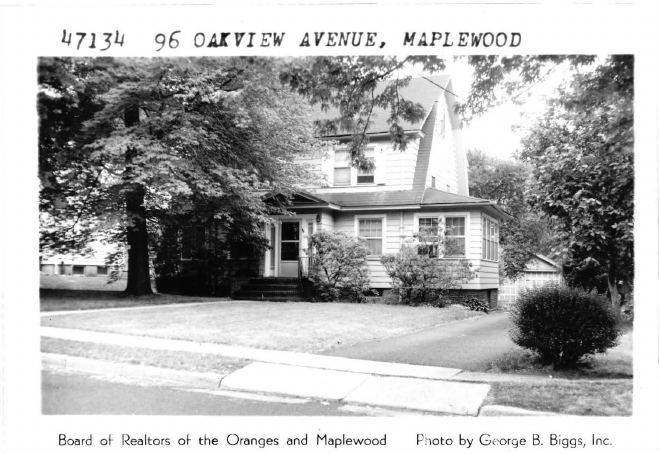 47134 96 OAKVIEW AVENUE, MAPLEWOOD
Board of Realtors of the Oranges and Maplewood Photo by George B. Biggs, Inc.